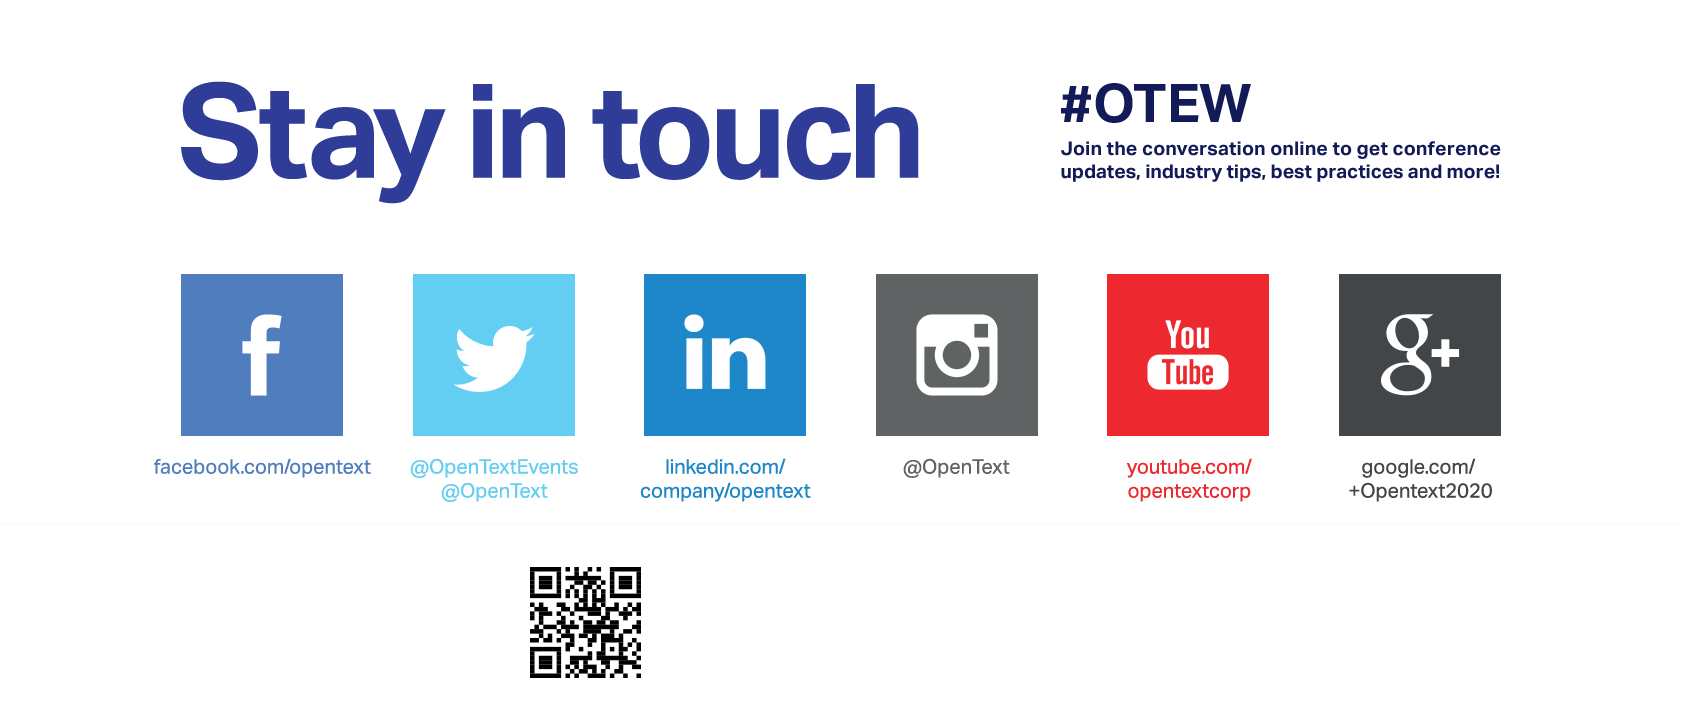 Stay in touch
#OTEW
Join the conversation online to get conference
updates, industry tips, best practices and more!
f
in
You
Tube
g+
facebook.com/opentext
@OpenTextEvents
@OpenText
linkedin.com/
company/opentext
@OpenText
youtube.com/
opentextcorp
google.com/
+Opentext2020